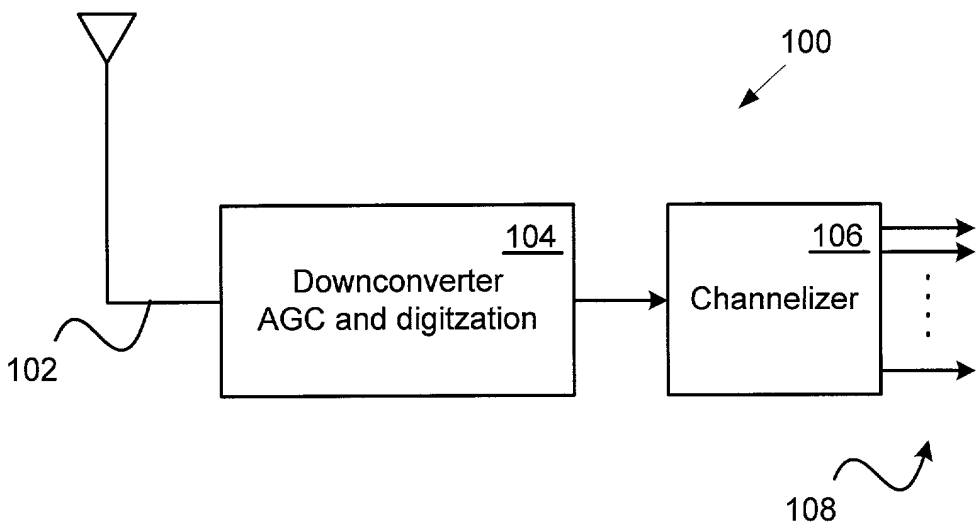 100
104
Downconverter
AGC and digitzation
106
Channelizer
102
108